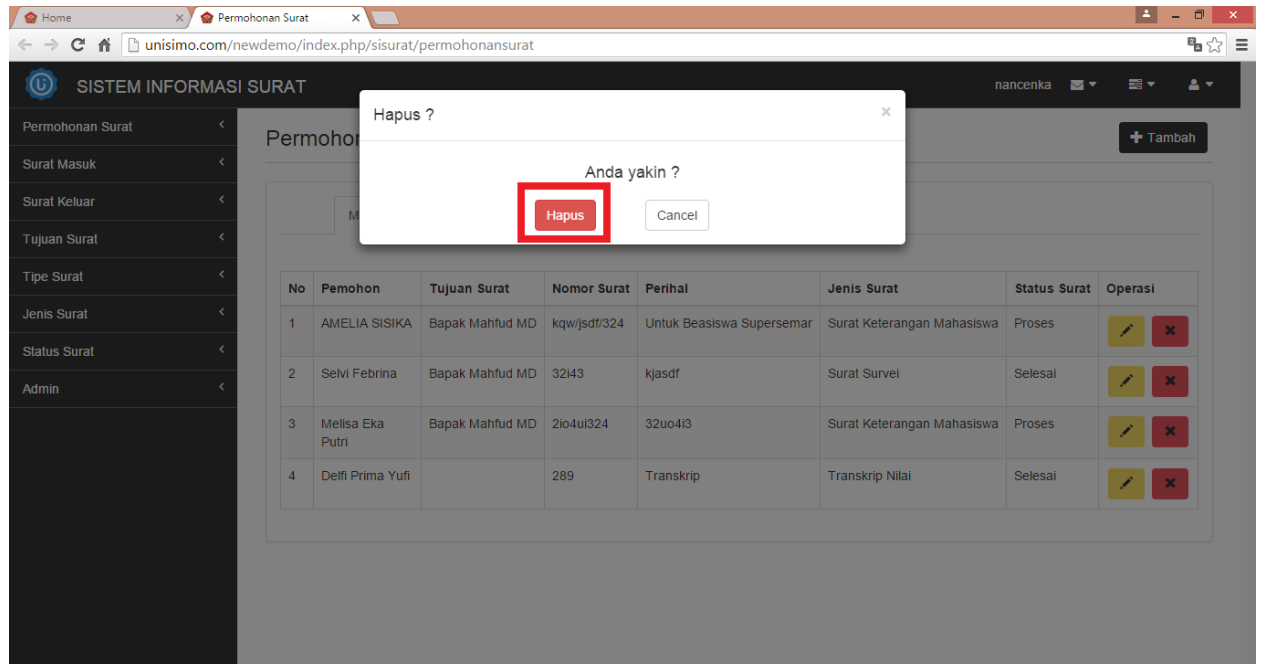 Home
Permohonan Surat
unisimo.com/newdemo/index.php/sisurat/permohonansurat
SISTEM INFORMASI SURAT
nancenka
Permohonan Surat
Surat Masuk
Surat Keluar
Tujuan Surat
Tipe Surat
Jenis Surat
Status Surat
Admin
Hapus ?
×
Anda yakin ?
Hapus
Cancel
Tambah
No Pemohon Tujuan Surat Nomor Surat Perihal Jenis Surat Status Surat Operasi
1 AMELIA SISIKA Bapak Mahfud MD kqw/jsdf/324 Untuk Beasiswa Supersemar Surat Keterangan Mahasiswa Proses
2 Selvi Febrina Bapak Mahfud MD 32i43 kjasdf Surat Survei Selesai
3 Melisa Eka Putri Bapak Mahfud MD 2io4ui324 32uo4i3 Surat Keterangan Mahasiswa Proses
4 Delfi Prima Yufi 289 Transkrip Transkrip Nilai Selesai